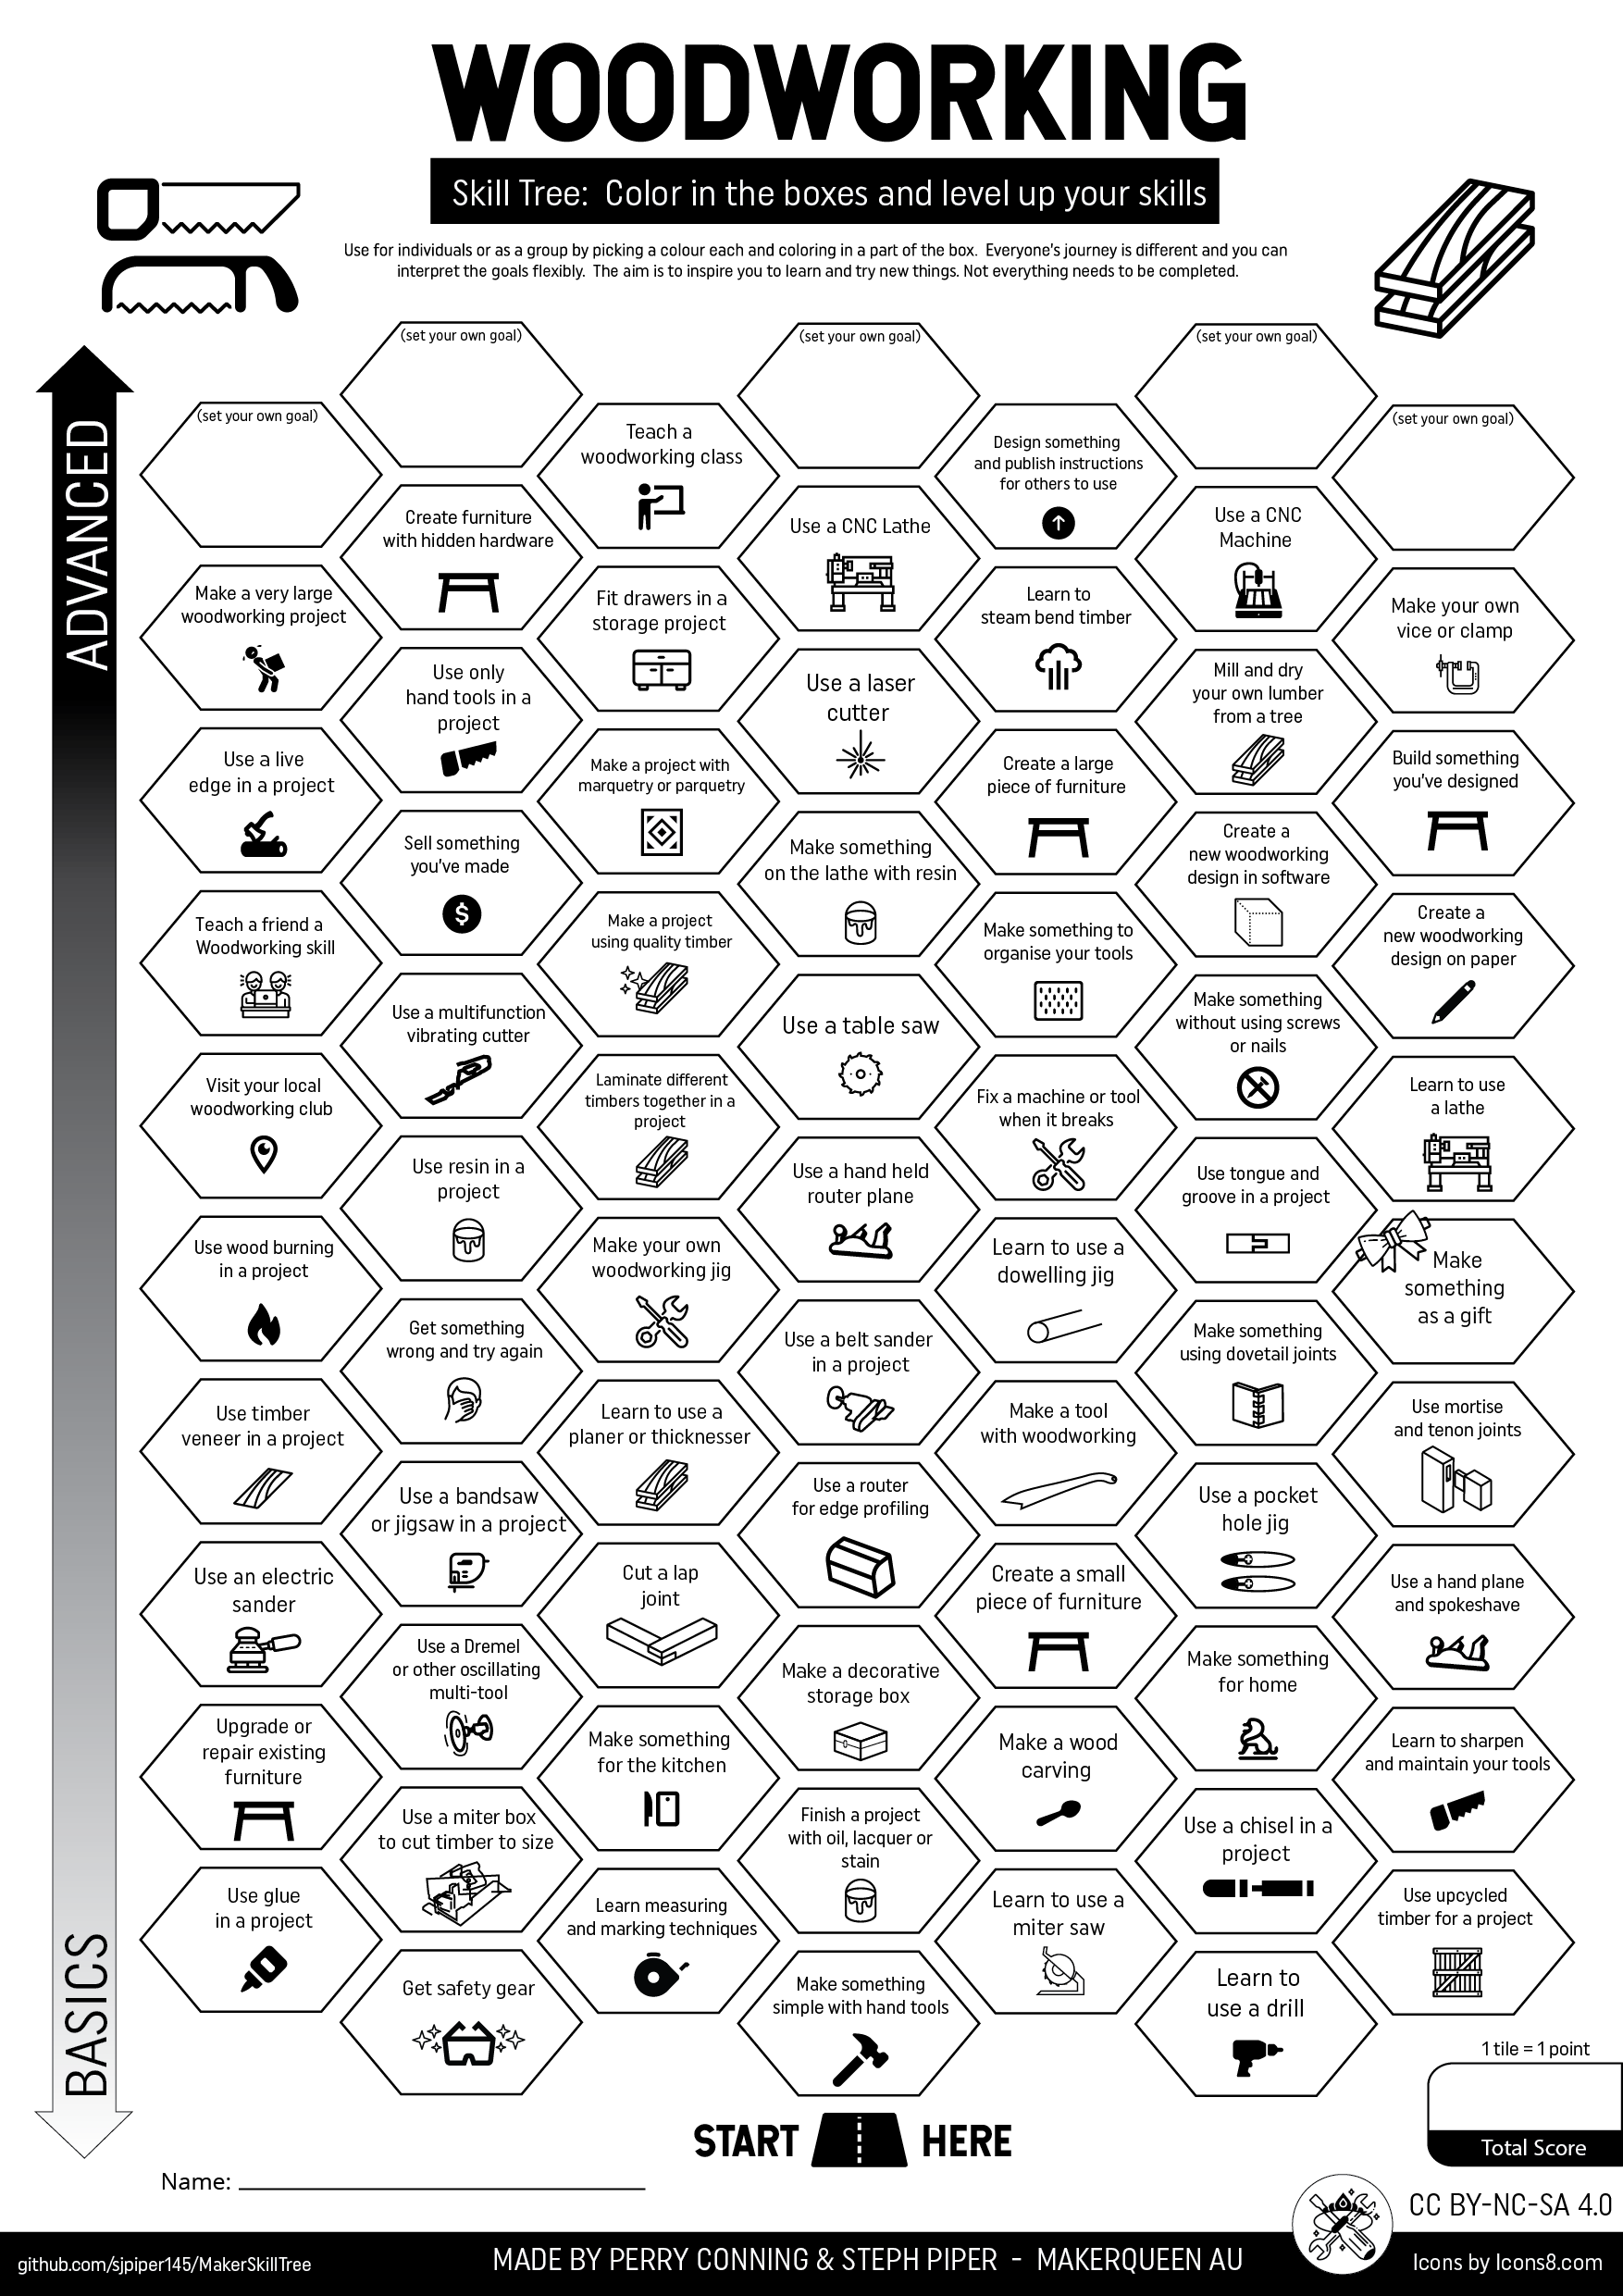 WOODWORKING
Skill Tree: Color in the boxes and level up your skills
Use for individuals or as a group by picking a colour each and coloring in a part of the box. Everyone's journey is different and you can
interpret the goals flexibly. The aim is to inspire you to learn and try new things. Not everything needs to be completed.
ADVANCED
BASICS
(set your own goal)
(set your own goal)
(set your own goal)
(set your own goal)
(set your own goal)
Teach a
woodworking class
Design something
and publish instructions
for others to use
Create furniture
with hidden hardware
Use a CNC Lathe
Use a CNC
Machine
Make a very large
woodworking project
Fit drawers in a
storage project
Learn to
steam bend timber
Make your own
vice or clamp
Use only
hand tools in a
project
Use a laser
cutter
Mill and dry
your own lumber
from a tree
Use a live
edge in a project
Make a project with
marquetry or parquetry
Create a large
piece of furniture
Build something
you've designed
Sell something
you've made
Make something
on the lathe with resin
Create a
new woodworking
design in software
Teach a friend a
Woodworking skill
Make a project
using quality timber
Make something to
organise your tools
Create a
new woodworking
design on paper
Use a multifunction
vibrating cutter
Use a table saw
Make something
without using screws
or nails
Visit your local
woodworking club
Laminate different
timbers together in a
project
Fix a machine or tool
when it breaks
Learn to use
a lathe
Use resin in a
project
Use a hand held
router plane
Use tongue and
groove in a project
Use wood burning
in a project
Make your own
woodworking jig
Learn to use a
dowelling jig
Make
something
as a gift
Get something
wrong and try again
Use a belt sander
in a project
Make something
using dovetail joints
Use timber
veneer in a project
Learn to use a
planer or thicknesser
Make a tool
with woodworking
Use mortise
and tenon joints
Use a bandsaw
or jigsaw in a project
Use a router
for edge profiling
Use a pocket
hole jig
Use an electric
sander
Cut a lap
joint
Create a small
piece of furniture
Use a hand plane
and spokeshave
Use a Dremel
or other oscillating
multi-tool
Make a decorative
storage box
Make something
for home
Upgrade or
repair existing
furniture
Make something
for the kitchen
Make a wood
carving
Learn to sharpen
and maintain your tools
Use a miter box
to cut timber to size
Finish a project
with oil, lacquer or
stain
Use a chisel in a
project
Use glue
in a project
Learn measuring
and marking techniques
Learn to use a
miter saw
Use upcycled
timber for a project
Get safety gear
Make something
simple with hand tools
Learn to
use a drill
1 tile = 1 point
Total Score
START HERE
Name:
CC BY-NC-SA 4.0
github.com/sjpiper145/MakerSkillTree
MADE BY PERRY CONNING & STEPH PIPER - MAKERQUEEN AU
Icons by Icons8.com